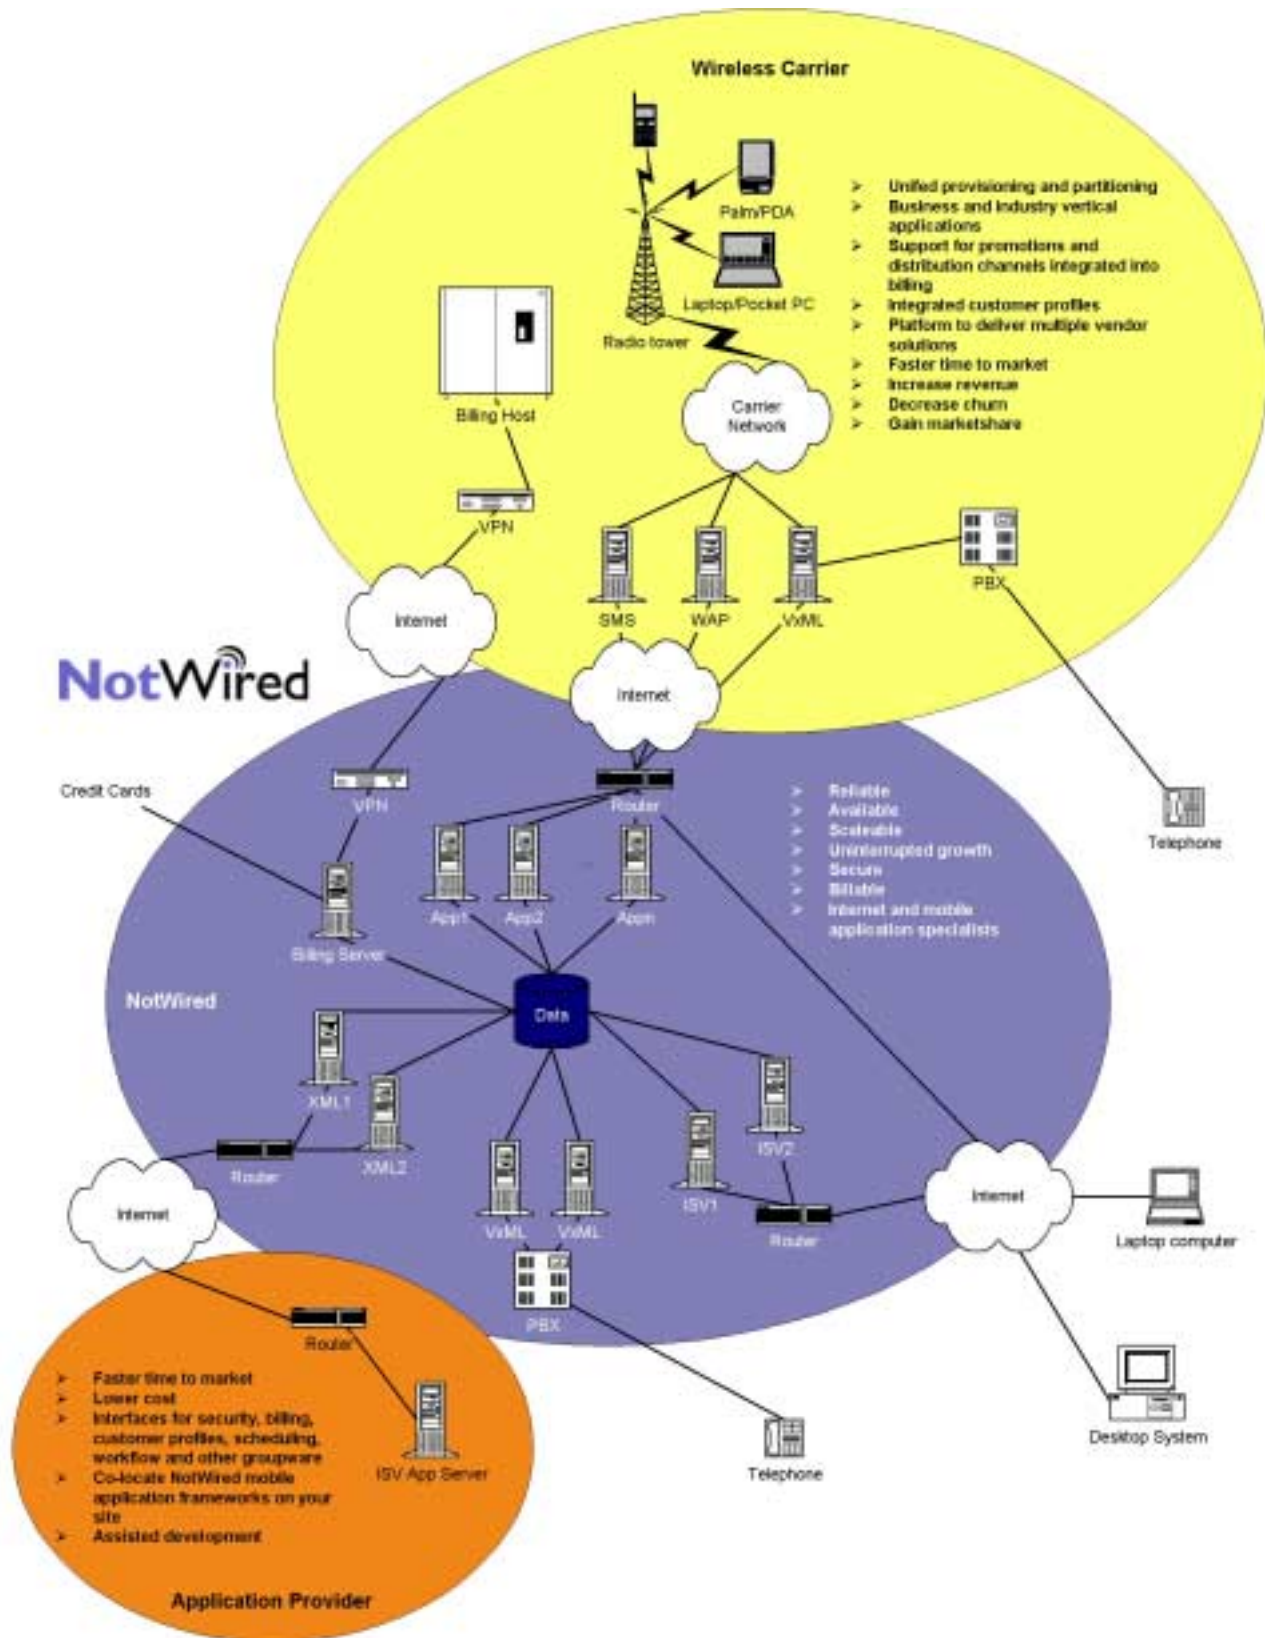 Wireless Carrier
Palm/PDA
Laptop/Pocket PC
Radio tower
➢ Unifed provisioning and partitioning
➢ Business and industry vertical
applications
➢ Support for promotions and
distribution channels integrated into
billing
➢ Integrated customer profiles
➢ Platform to deliver multiple vendor
solutions
➢ Faster time to market
➢ Increase revenue
➢ Decrease churn
➢ Gain marketshare
Billing Host
Carrier
Network
VPN
SMS
WAP
VxML
PBX
Internet
Internet
NotWired
Credit Cards
VPN
Router
➢ Reliable
➢ Available
➢ Scaleable
➢ Uninterrupted growth
➢ Secure
➢ Billable
➢ Internet and mobile
application specialists
Telephone
App1
App2
Appn
Billing Server
NotWired
Data
XML1
XML2
Router
ISV2
ISV1
VxML
VxML
Router
Internet
Internet
Laptop computer
PBX
Router
➢ Faster time to market
➢ Lower cost
➢ Interfaces for security, billing,
customer profiles, scheduling,
workflow and other groupware
➢ Co-locate NotWired mobile
application frameworks on your
site
➢ Assisted development
ISV App Server
Telephone
Desktop System
Application Provider